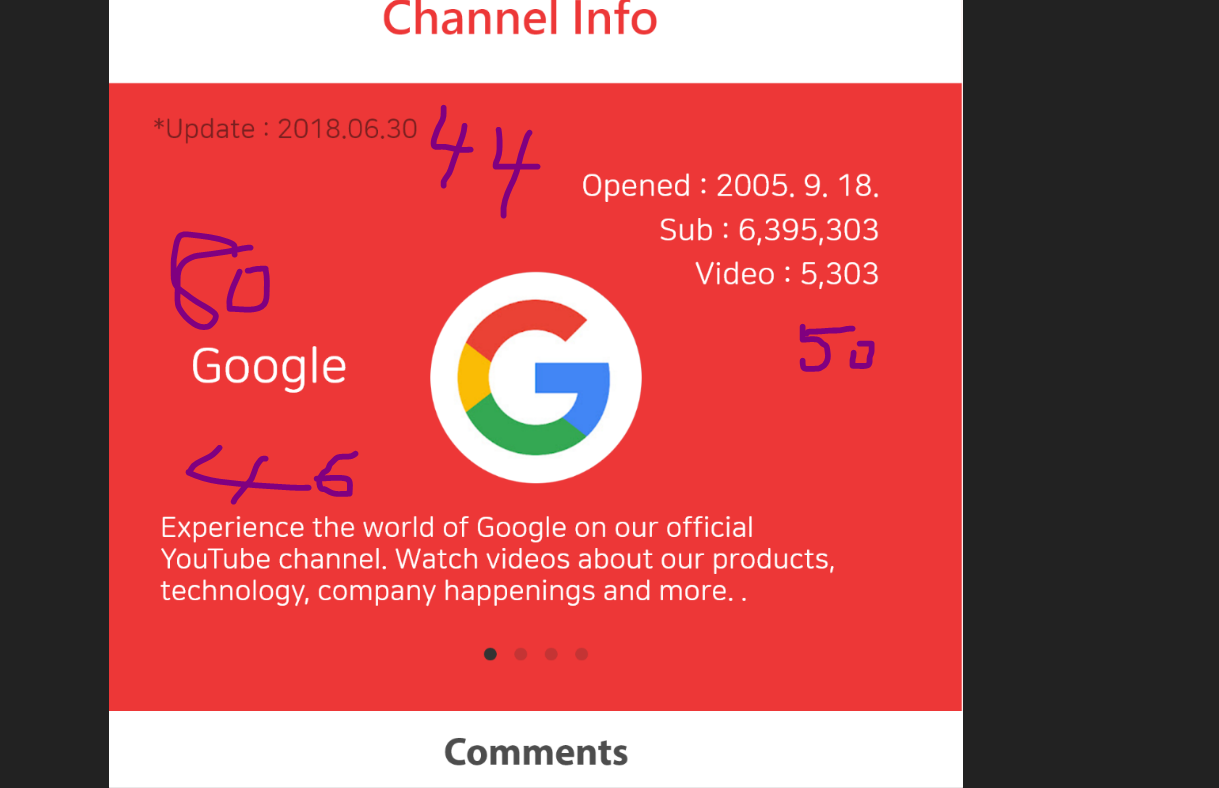 Channel Info
*Update : 2018.06.30
44
Opened : 2005. 9. 18.
Sub : 6,395,303
Video : 5,303
80
50
Google
46
Experience the world of Google on our official
YouTube channel. Watch videos about our products,
technology, company happenings and more. .
Comments